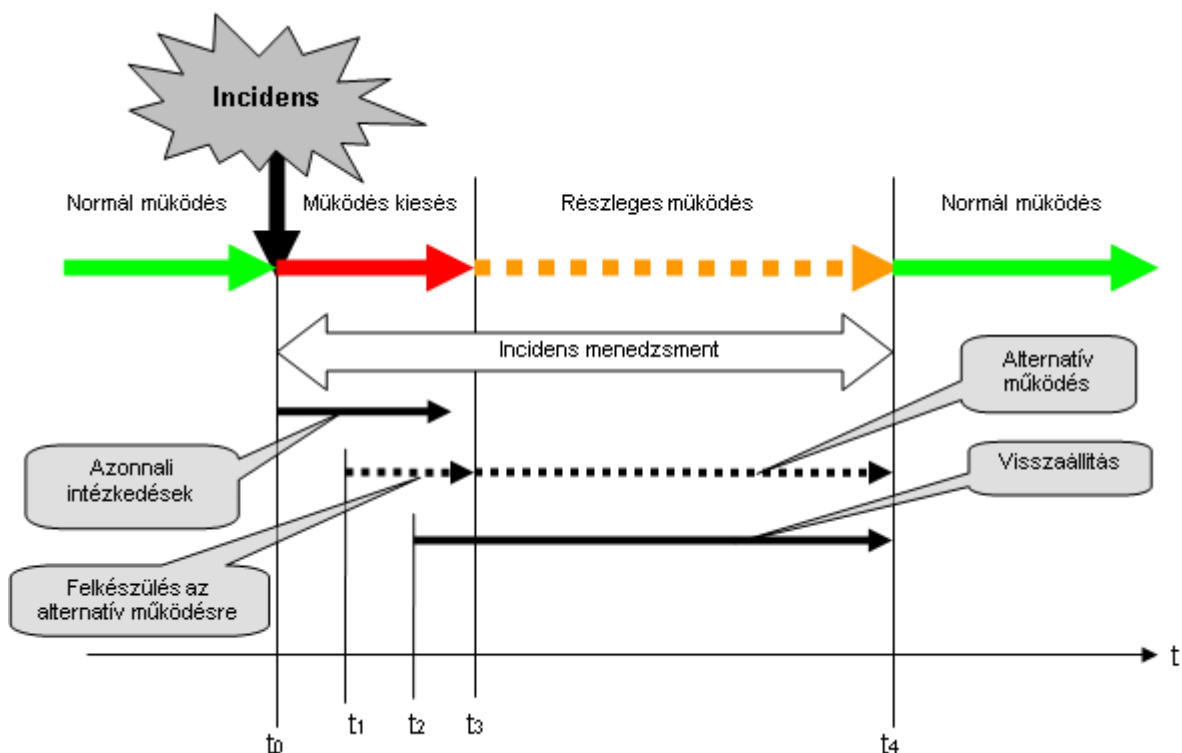 Incidens
Normál működés
Működés kiesés
Részleges működés
Normál működés
Incidens menedzsment
Alternatív
működés
Azonnali
intézkedések
Visszaállítás
Felkészülés az
alternatív működésre
t
t0
t1
t2
t3
t4